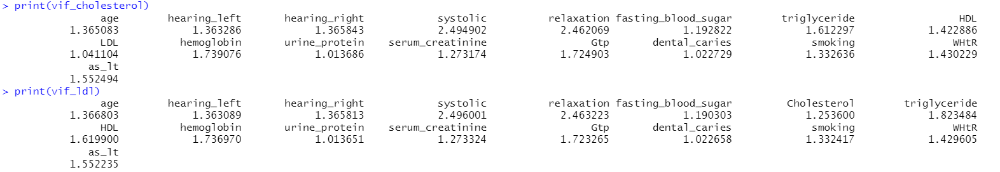 > print(vif_cholesterol)
age hearing_left hearing_right systolic relaxation fasting_blood_sugar triglyceride HDL
1.365083 1.363286 1.365843 2.494902 2.462069 1.192822 1.612297 1.422886
LDL hemoglobin urine_protein serum_creatinine Gtp dental_caries smoking WHtR
1.041104 1.739076 1.013686 1.273174 1.724903 1.022729 1.332636 1.430229
as_lt
1.552494
> print(vif_ldl)
age hearing_left hearing_right systolic relaxation fasting_blood_sugar Cholesterol triglyceride
1.366803 1.363089 1.365813 2.496001 2.463223 1.190303 1.253600 1.823484
HDL hemoglobin urine_protein serum_creatinine Gtp dental_caries smoking WHtR
1.619900 1.736970 1.013651 1.273324 1.723265 1.022658 1.332417 1.429605
as_lt
1.552235